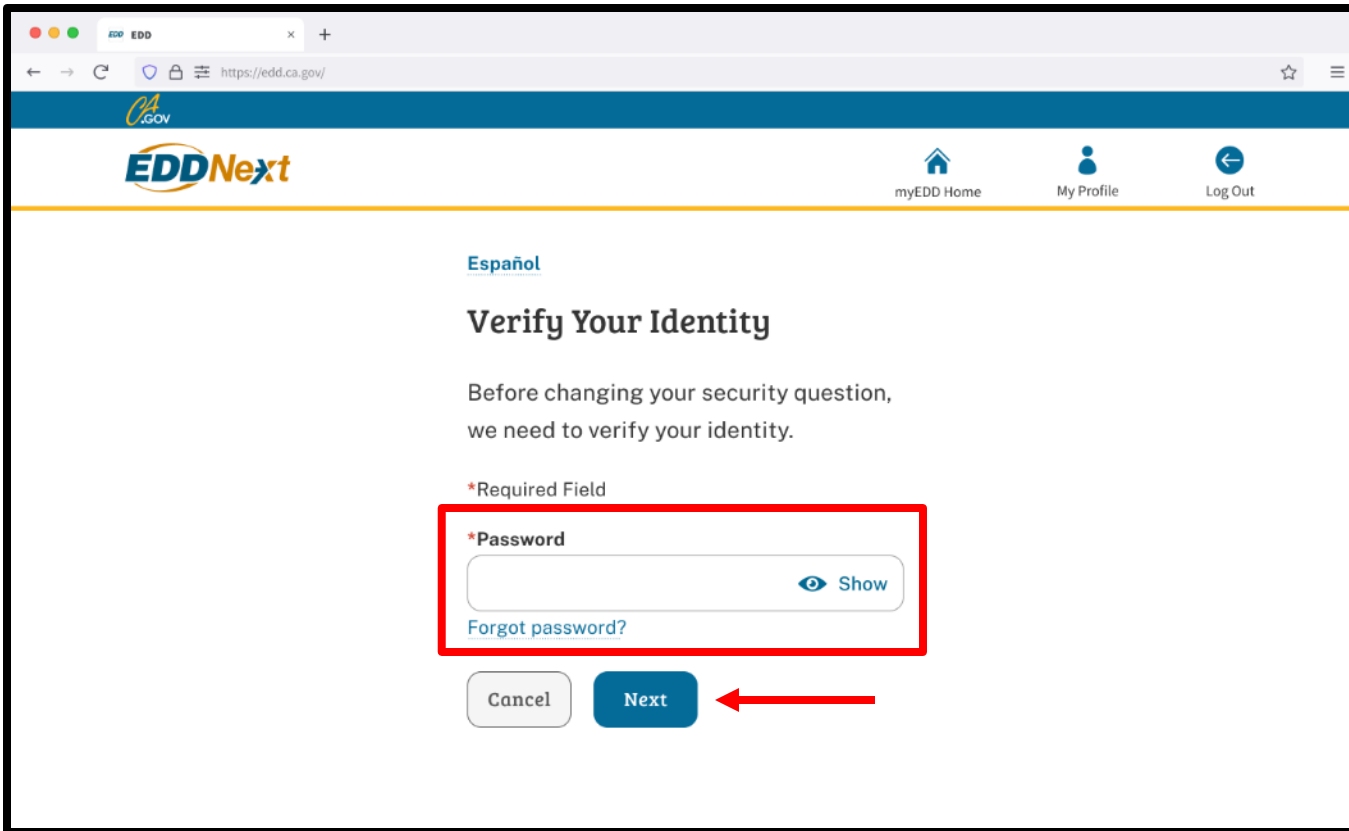 EDD EDD
https://edd.ca.gov/
CA.GOV
EDDNext
myEDD Home My Profile Log Out
Español
Verify Your Identity
Before changing your security question,
we need to verify your identity.
*Required Field
*Password
Show
Forgot password?
Cancel Next